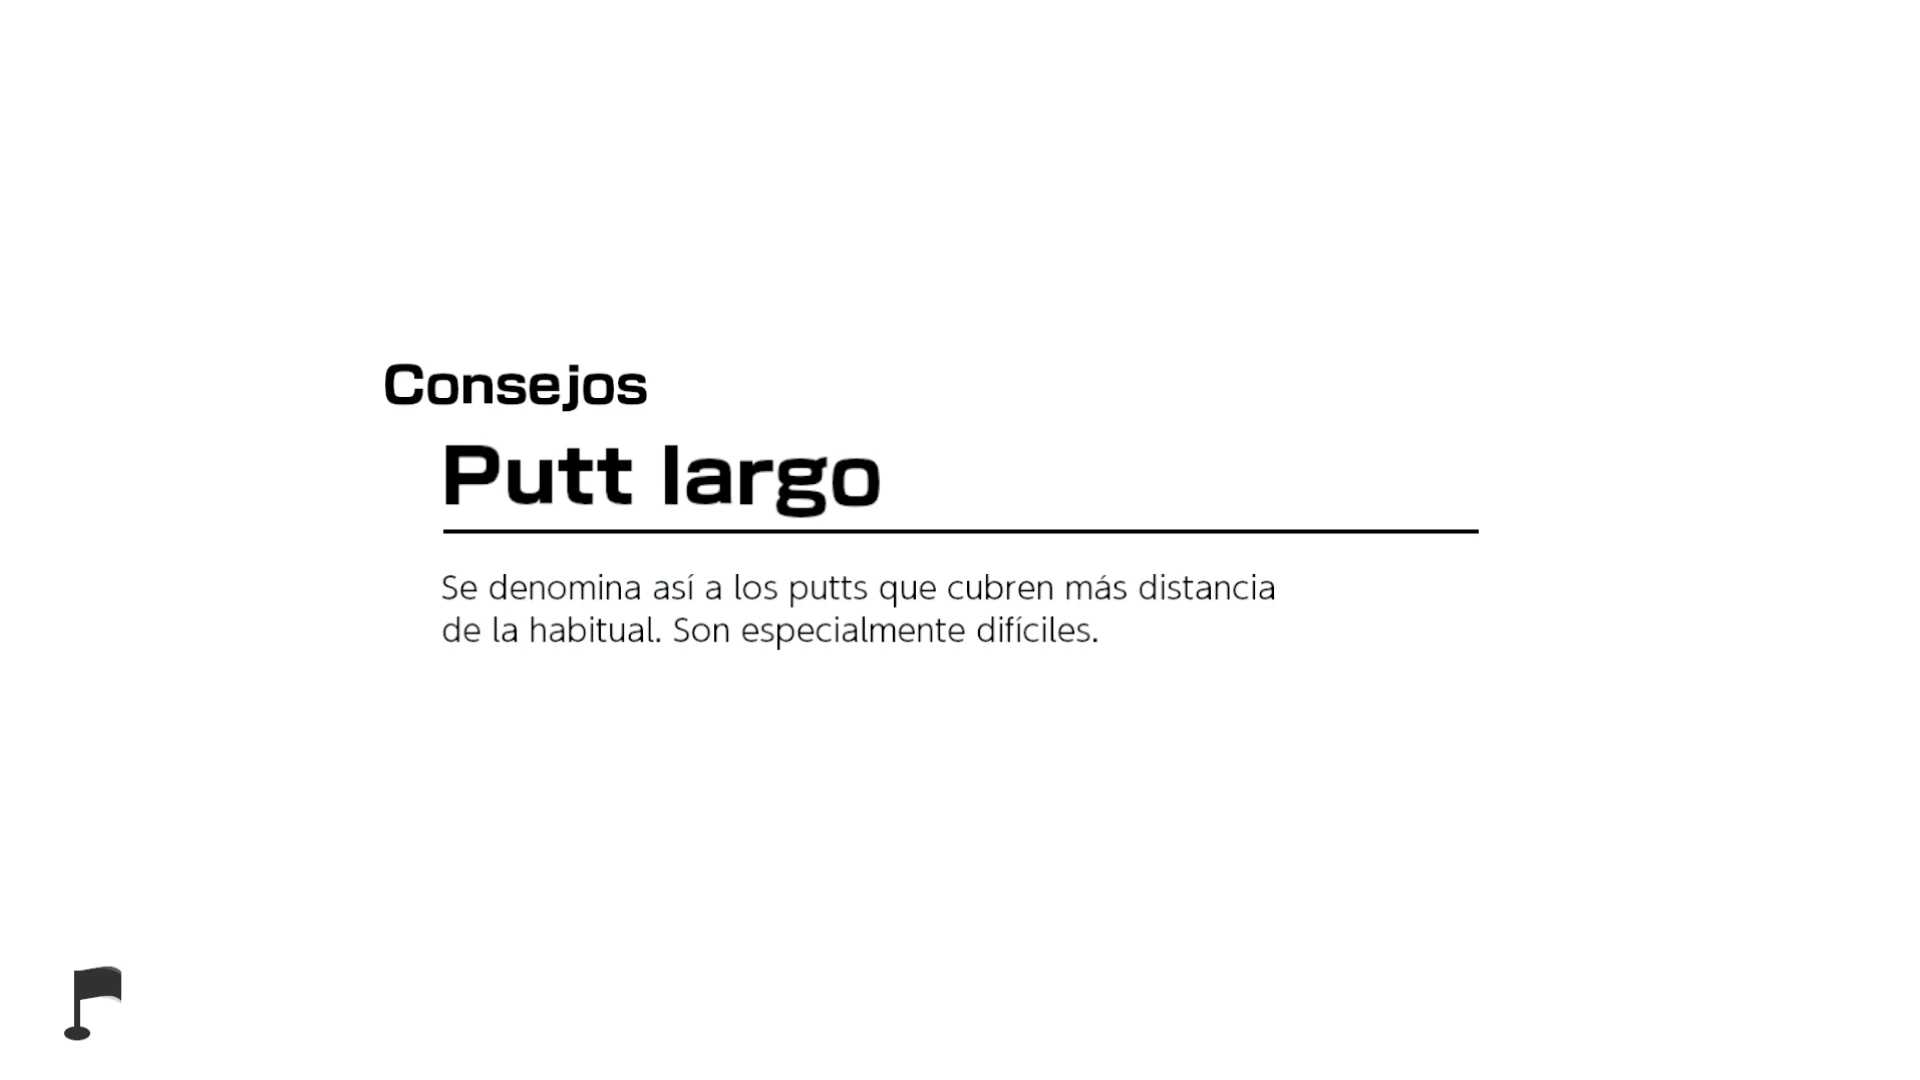 Consejos
Putt largo
Se denomina así a los putts que cubren más distancia
de la habitual. Son especialmente difíciles.